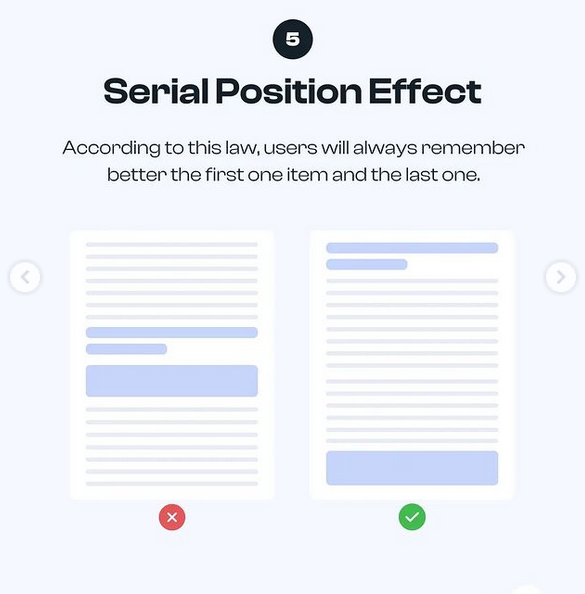 5
Serial Position Effect
According to this law, users will always remember
better the first one item and the last one.